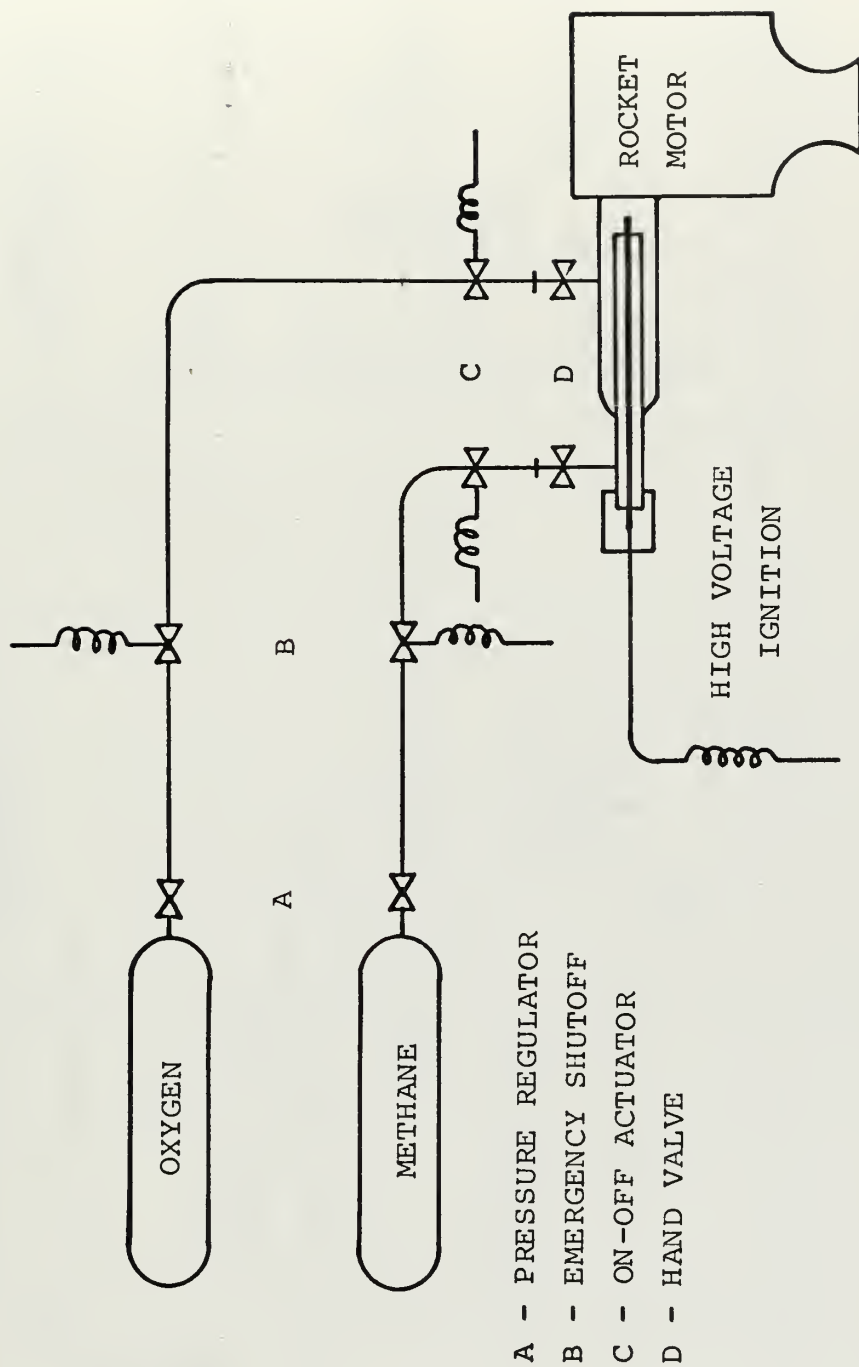 OXYGEN
METHANE
A
B
C
D
ROCKET
MOTOR
HIGH VOLTAGE
IGNITION
A - PRESSURE REGULATOR
B - EMERGENCY SHUTOFF
C - ON-OFF ACTUATOR
D - HAND VALVE